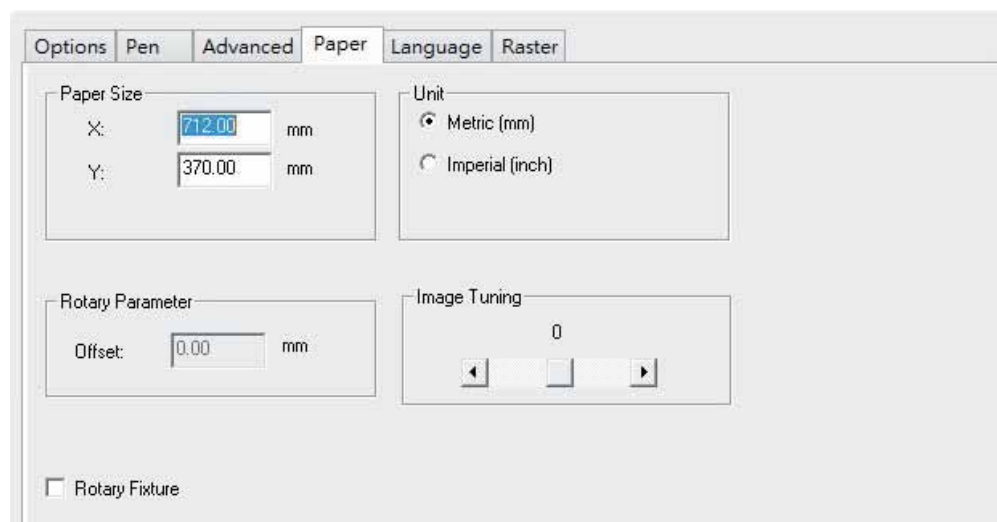 Options Pen Advanced Paper Language Raster
Paper Size
X: 712.00 mm
Y: 370.00 mm
Unit
Metric (mm)
Imperial (inch)
Rotary Parameter
Offset: 0.00 mm
Image Tuning
0
Rotary Fixture